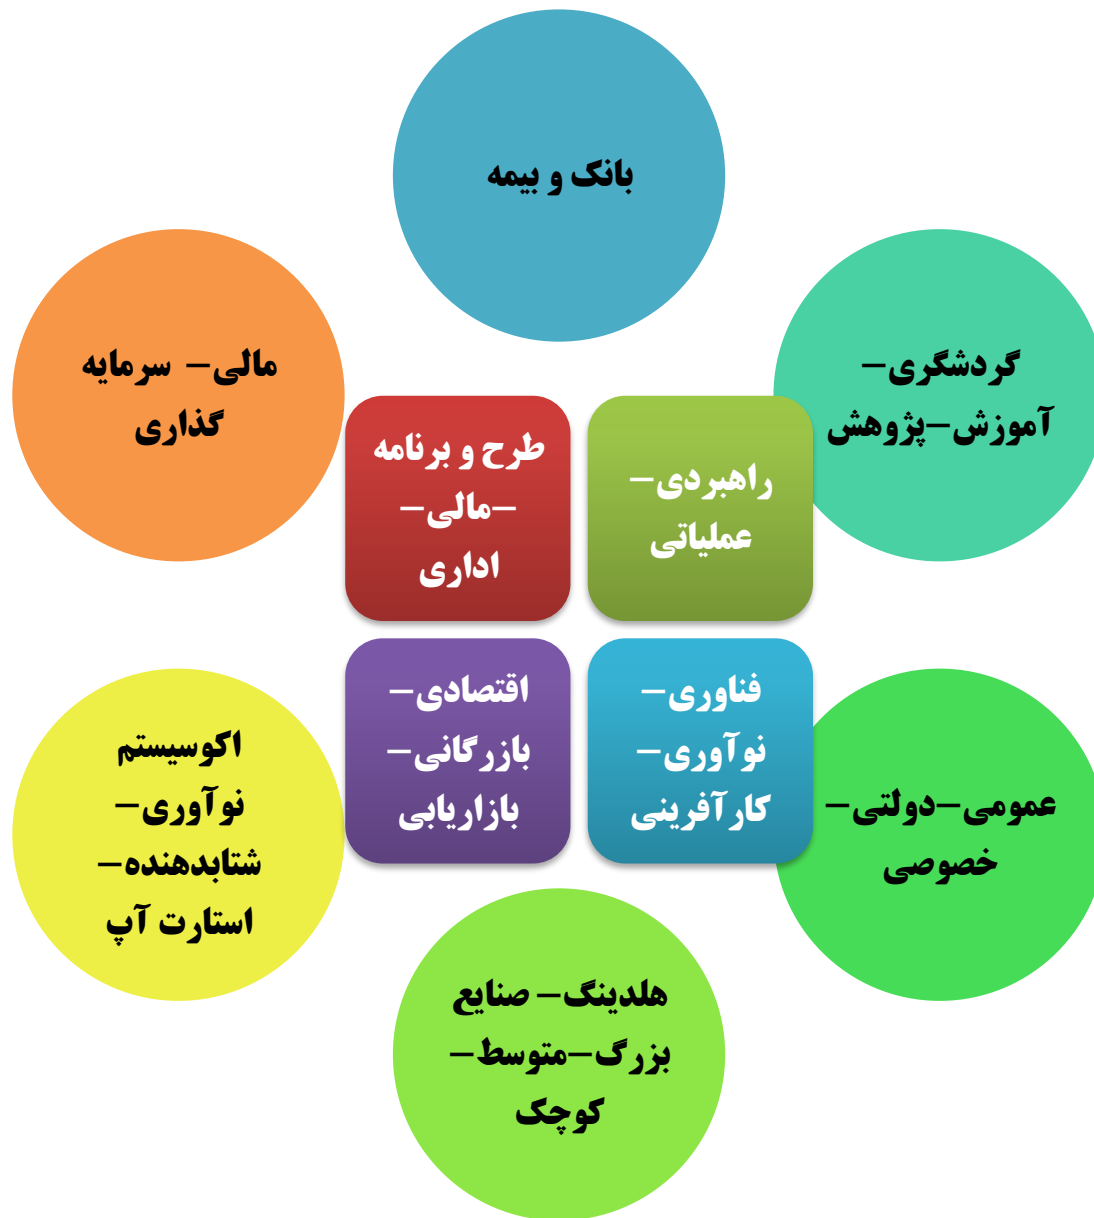 بانک و بیمه
گردشگری–
آموزش–پژوهش
مالی– سرمایه
گذاری
راهبردی–
عملیاتی
طرح و برنامه
–مالی–
اداری
فناوری–
نوآوری–
کارآفرینی
اقتصادی–
بازرگانی–
بازاریابی
عمومی–دولتی–
خصوصی
اکوسیستم
نوآوری–
شتابدهنده–
استارت آپ
هلدینگ– صنایع
بزرگ–متوسط–
کوچک